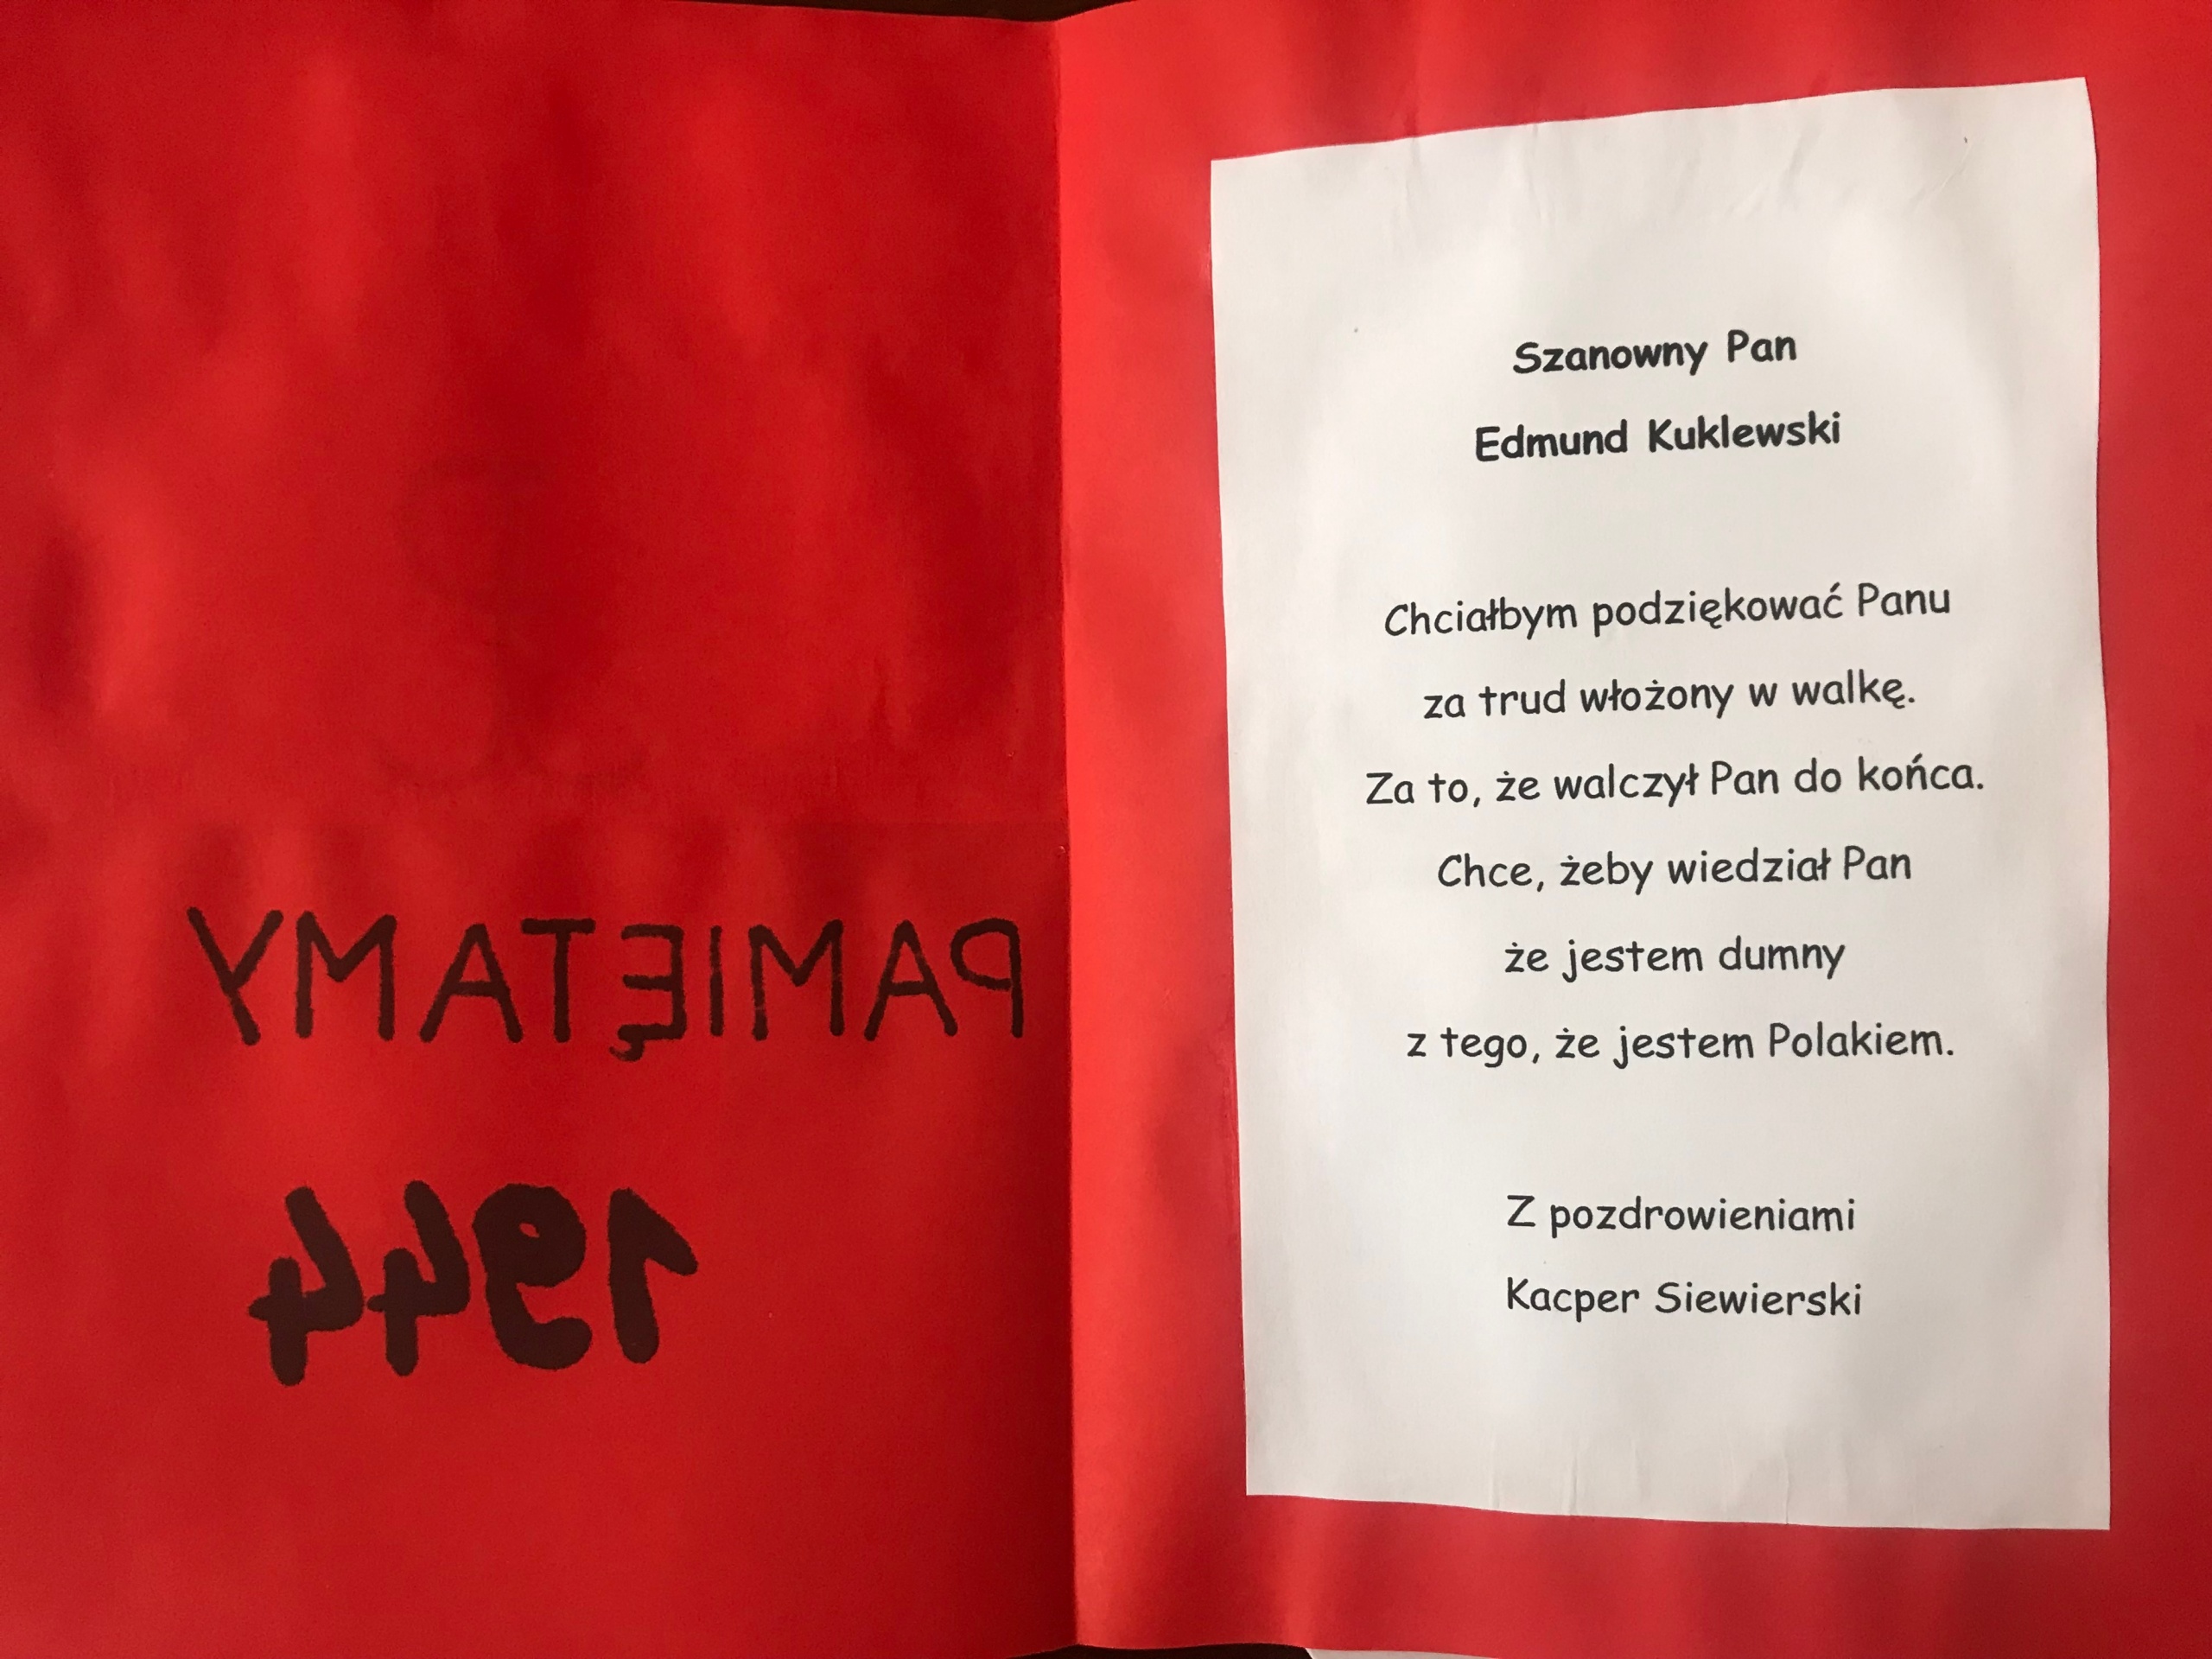 PAMIĘTAMY
1944
Szanowny Pan
Edmund Kuklewski
Chciałbym podziękować Panu
za trud włożony w walkę.
Za to, że walczył Pan do końca.
Chce, żeby wiedział Pan
że jestem dumny
z tego, że jestem Polakiem.
Z pozdrowieniami
Kacper Siewierski